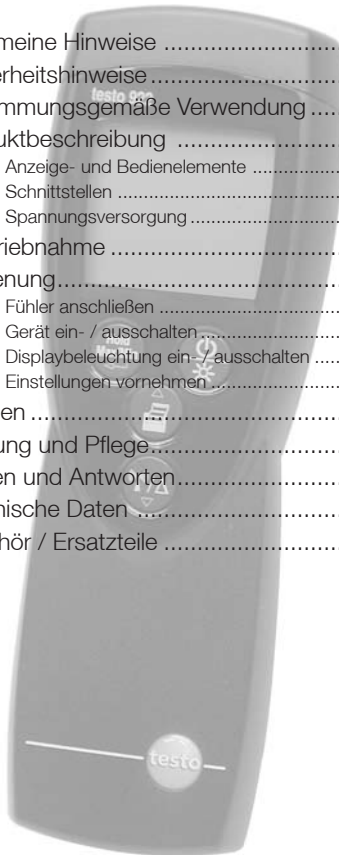 meine Hinweise ....................
erheitshinweise ....................
mmungsgemäße Verwendung ....
uktbeschreibung ....................
Anzeige- und Bedienelemente ....................
Schnittstellen ....................
Spannungsversorgung ....................
riebnahme ....................
enung ....................
Fühler anschließen ....................
Gerät ein- / ausschalten ....................
Displaybeleuchtung ein- / ausschalten .....
Einstellungen vornehmen ....................
en ....................
ung und Pflege ....................
en und Antworten ....................
nische Daten ....................
hör / Ersatzteile ....................
testo